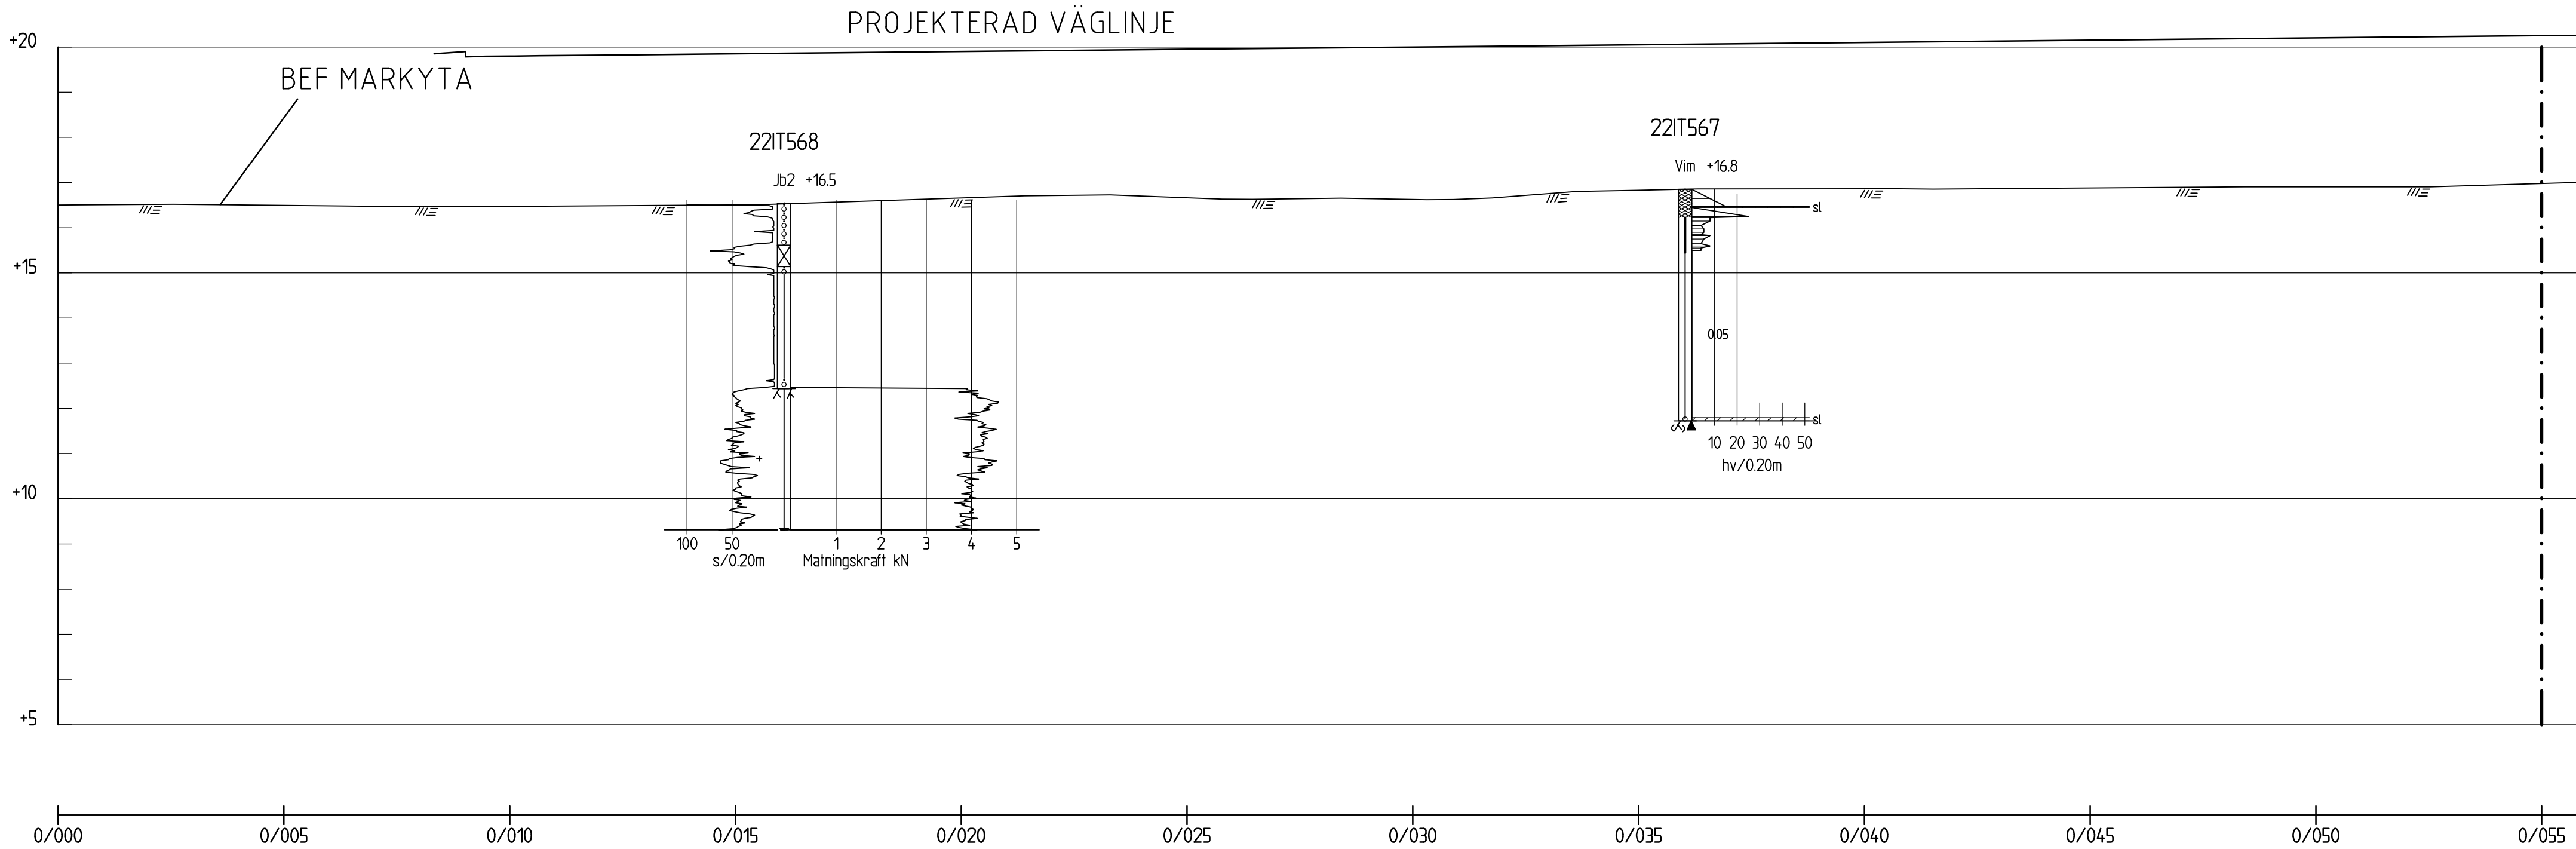 PROJEKTERAD VÄGLINJE
+20
BEF MARKYTA
22IT567
22IT568
Vim +16.8
Jb2 +16.5
sl
+15
0.05
sl
10 20 30 40 50
hv/0.20m
+
+10
100 50 1 2 3 4 5
s/0.20m Matningskraft kN
+5
0/000 0/005 0/010 0/015 0/020 0/025 0/030 0/035 0/040 0/045 0/050 0/055